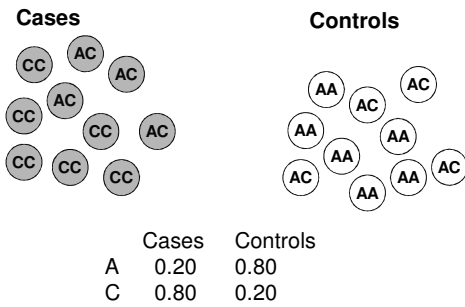 Cases Controls
CC AC AC
CC AC
CC AC
CC CC CC
AA AC AC
AA AA
AC AA AA
AA AC
Cases Controls
A 0.20 0.80
C 0.80 0.20